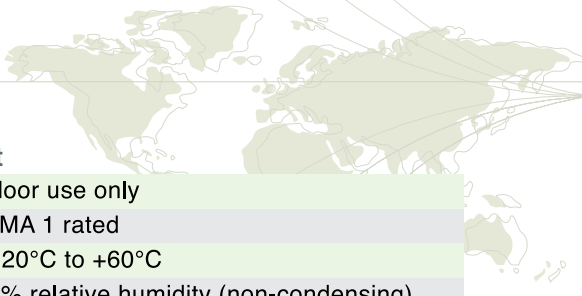 t
door use only
MA 1 rated
20°C to +60°C
% relative humidity (non-condensing)